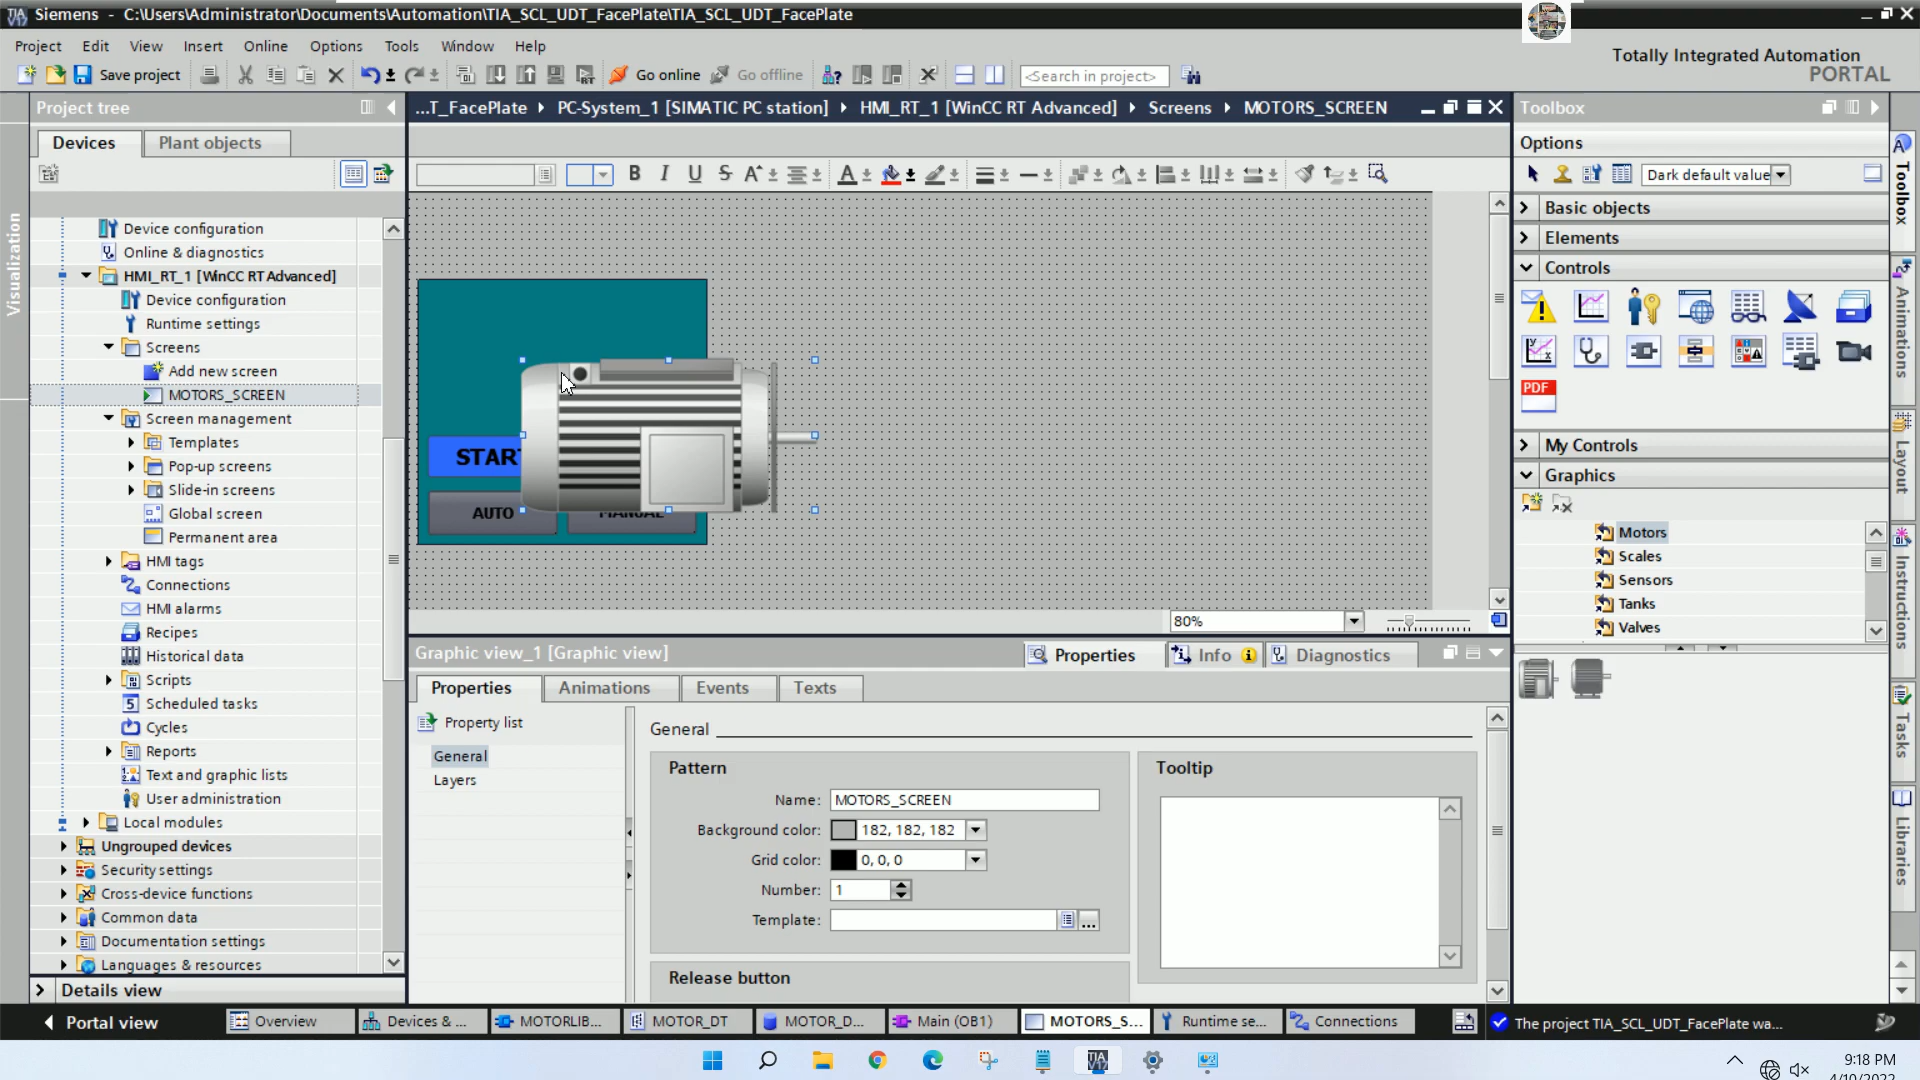 Siemens - C:\Users\Administrator\Documents\Automation\TIA_SCL_UDT_FacePlate\TIA_SCL_UDT_FacePlate
Project Edit View Insert Online Options Tools Window Help
Totally Integrated Automation
PORTAL
Save project
Go online
Go offline
<Search in project>
Project tree
...T_FacePlate PC-System_1 [SIMATIC PC station] HMI_RT_1 [WinCC RT Advanced] Screens MOTORS_SCREEN
Toolbox
Devices
Plant objects
Options
Dark default value
Visualization
Device configuration
Online & diagnostics
HMI_RT_1 [WinCC RT Advanced]
Device configuration
Runtime settings
Screens
Add new screen
MOTORS_SCREEN
Screen management
Templates
Pop-up screens
Slide-in screens
Global screen
Permanent area
HMI tags
Connections
HMI alarms
Recipes
Historical data
Scripts
Scheduled tasks
Cycles
Reports
Text and graphic lists
User administration
Local modules
Ungrouped devices
Security settings
Cross-device functions
Common data
Documentation settings
Languages & resources
Details view
START
AUTO
MANUAL
80%
Graphic view_1 [Graphic view]
Properties
Info
Diagnostics
Properties
Animations
Events
Texts
Property list
General
Layers
General
Pattern
Name: MOTORS_SCREEN
Background color: 182, 182, 182
Grid color: 0, 0, 0
Number: 1
Template:
Tooltip
Release button
Basic objects
Elements
Controls
PDF
My Controls
Graphics
Motors
Scales
Sensors
Tanks
Valves
Toolbox
Animations
Layout
Instructions
Tasks
Libraries
Portal view
Overview
Devices & ...
MOTORLIB...
MOTOR_DT
MOTOR_D...
Main (OB1)
MOTORS_S...
Runtime se...
Connections
The project TIA_SCL_UDT_FacePlate wa...
9:18 PM
4/10/2022